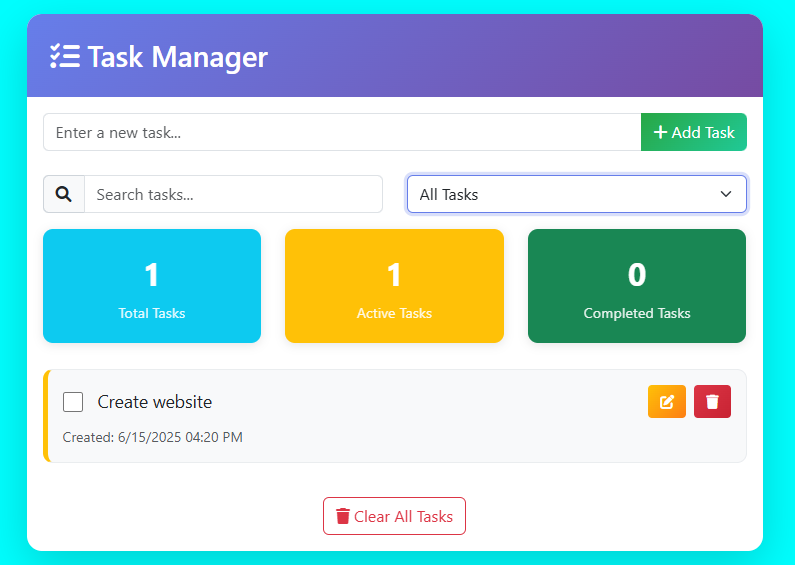 Task Manager
Enter a new task...
Add Task
Search tasks...
All Tasks
1
Total Tasks
1
Active Tasks
0
Completed Tasks
Create website
Created: 6/15/2025 04:20 PM
Clear All Tasks